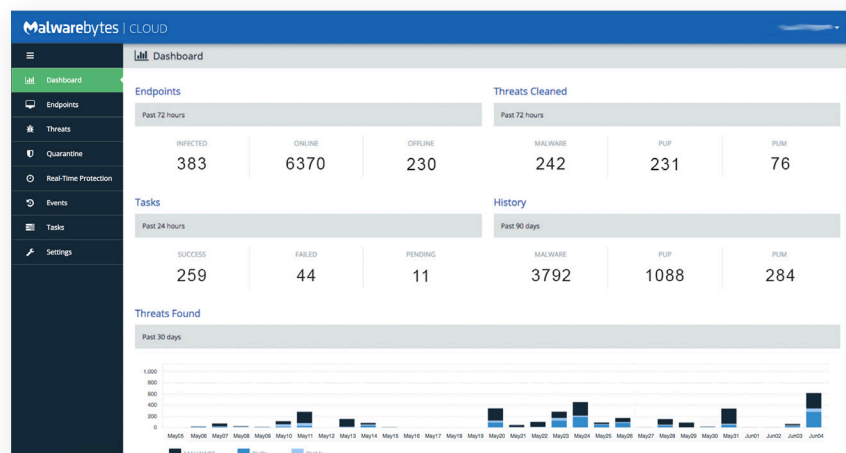 Malwarebytes | CLOUD
Dashboard
Dashboard
Endpoints
Threats
Quarantine
Real-Time Protection
Events
Tasks
Settings
Endpoints
Past 72 hours
INFECTED ONLINE OFFLINE
383 6370 230
Threats Cleaned
Past 72 hours
MALWARE PUP PUM
242 231 76
Tasks
Past 24 hours
SUCCESS FAILED PENDING
259 44 11
History
Past 90 days
MALWARE PUP PUM
3792 1088 284
Threats Found
Past 30 days
1,000
800
600
400
200
0
May05 May06 May07 May08 May09 May10 May11 May12 May13 May14 May15 May16 May17 May18 May19 May20 May21 May22 May23 May24 May25 May26 May27 May28 May29 May30 May31 Jun01 Jun02 Jun03 Jun04